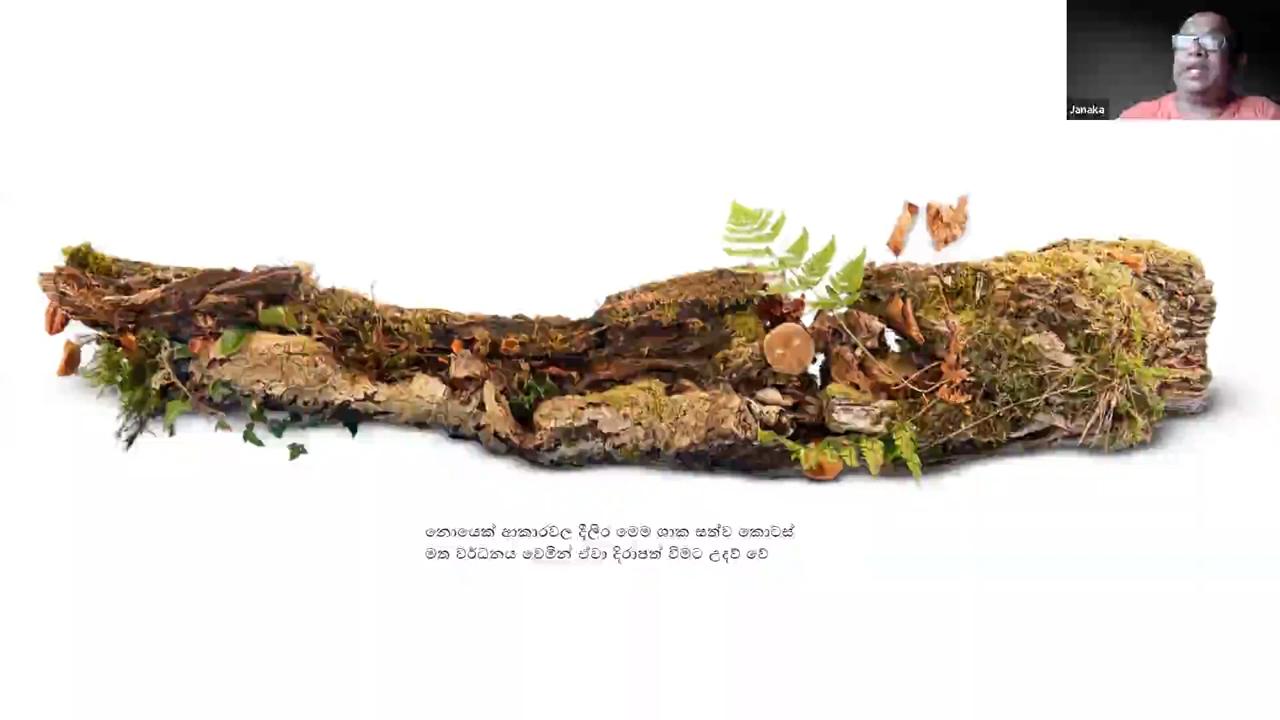 Janaka
නොයෙක් ආකාරවල දිලීර මෙම ශාක සත්ව කොටස්
මත වර්ධනය වෙමින් ඒවා දිරාපත් වීමට උදව් වේ